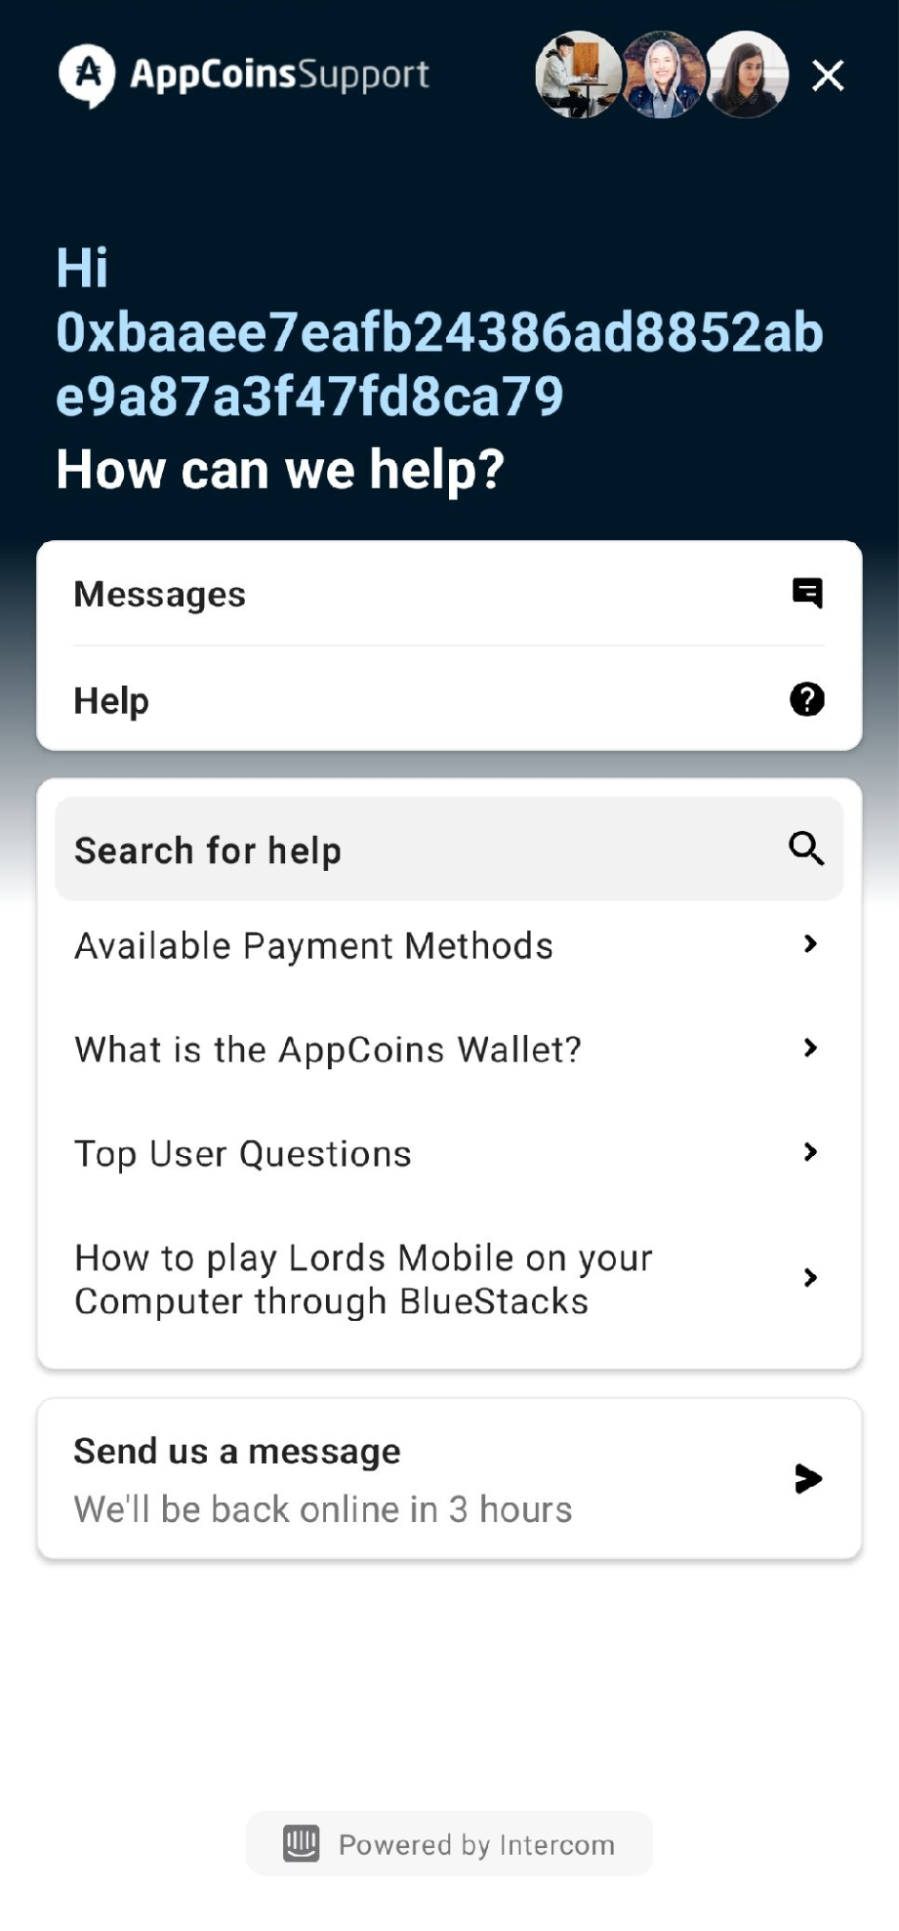 AppCoinsSupport
Hi
0xbaaee7eafb24386ad8852ab
e9a87a3f47fd8ca79
How can we help?
Messages
Help
Search for help
Available Payment Methods
What is the AppCoins Wallet?
Top User Questions
How to play Lords Mobile on your
Computer through BlueStacks
Send us a message
We'll be back online in 3 hours
Powered by Intercom